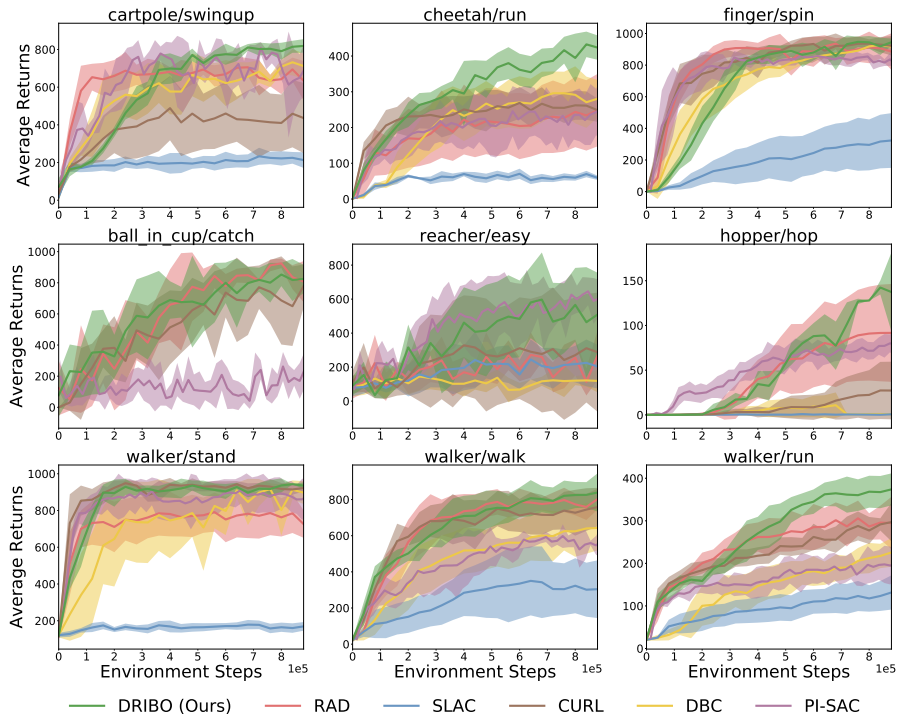 cartpole/swingup
cheetah/run
finger/spin
Average Returns
800
600
400
200
0
0 1 2 3 4 5 6 7 8
400
300
200
100
0
0 1 2 3 4 5 6 7 8
1000
800
600
400
200
0
0 1 2 3 4 5 6 7 8
ball_in_cup/catch
reacher/easy
hopper/hop
Average Returns
1000
800
600
400
200
0
0 1 2 3 4 5 6 7 8
800
600
400
200
0
0 1 2 3 4 5 6 7 8
150
100
50
0
0 1 2 3 4 5 6 7 8
walker/stand
walker/walk
walker/run
Average Returns
1000
800
600
400
200
0 1 2 3 4 5 6 7 8
Environment Steps
1e5
800
600
400
200
0
0 1 2 3 4 5 6 7 8
Environment Steps
1e5
400
300
200
100
0
0 1 2 3 4 5 6 7 8
Environment Steps
1e5
DRIBO (Ours) RAD SLAC CURL DBC PI-SAC